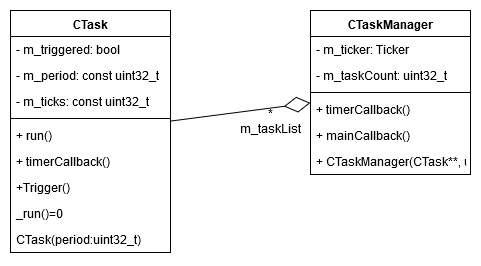 CTask
- m_triggered: bool
- m_period: const uint32_t
- m_ticks: const uint32_t
+ run()
+ timerCallback()
+Trigger()
_run()=0
CTask(period:uint32_t)
*
m_taskList
CTaskManager
- m_ticker: Ticker
- m_taskCount: uint32_t
+ timerCallback()
+ mainCallback()
+ CTaskManager(CTask**,